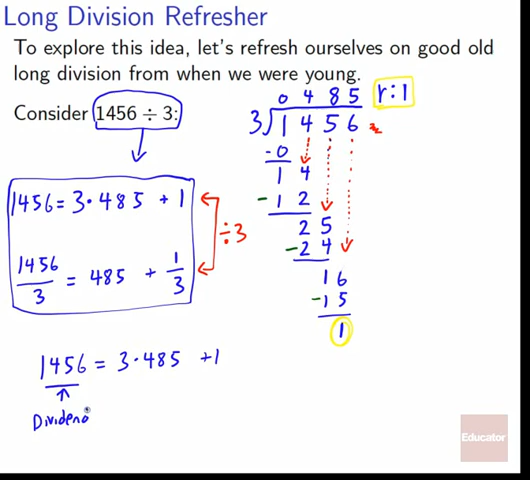 Long Division Refresher
To explore this idea, let's refresh ourselves on good old
long division from when we were young.
Consider 1456 ÷ 3:
0 4 8 5 r:1
3)1 4 5 6
-0
1 4
-1 2
2 5
-2 4
1 6
-1 5
1
1456 = 3·485 + 1
÷3
1456/3 = 485 + 1/3
1456 = 3·485 +1
↑
Dividend
Educator